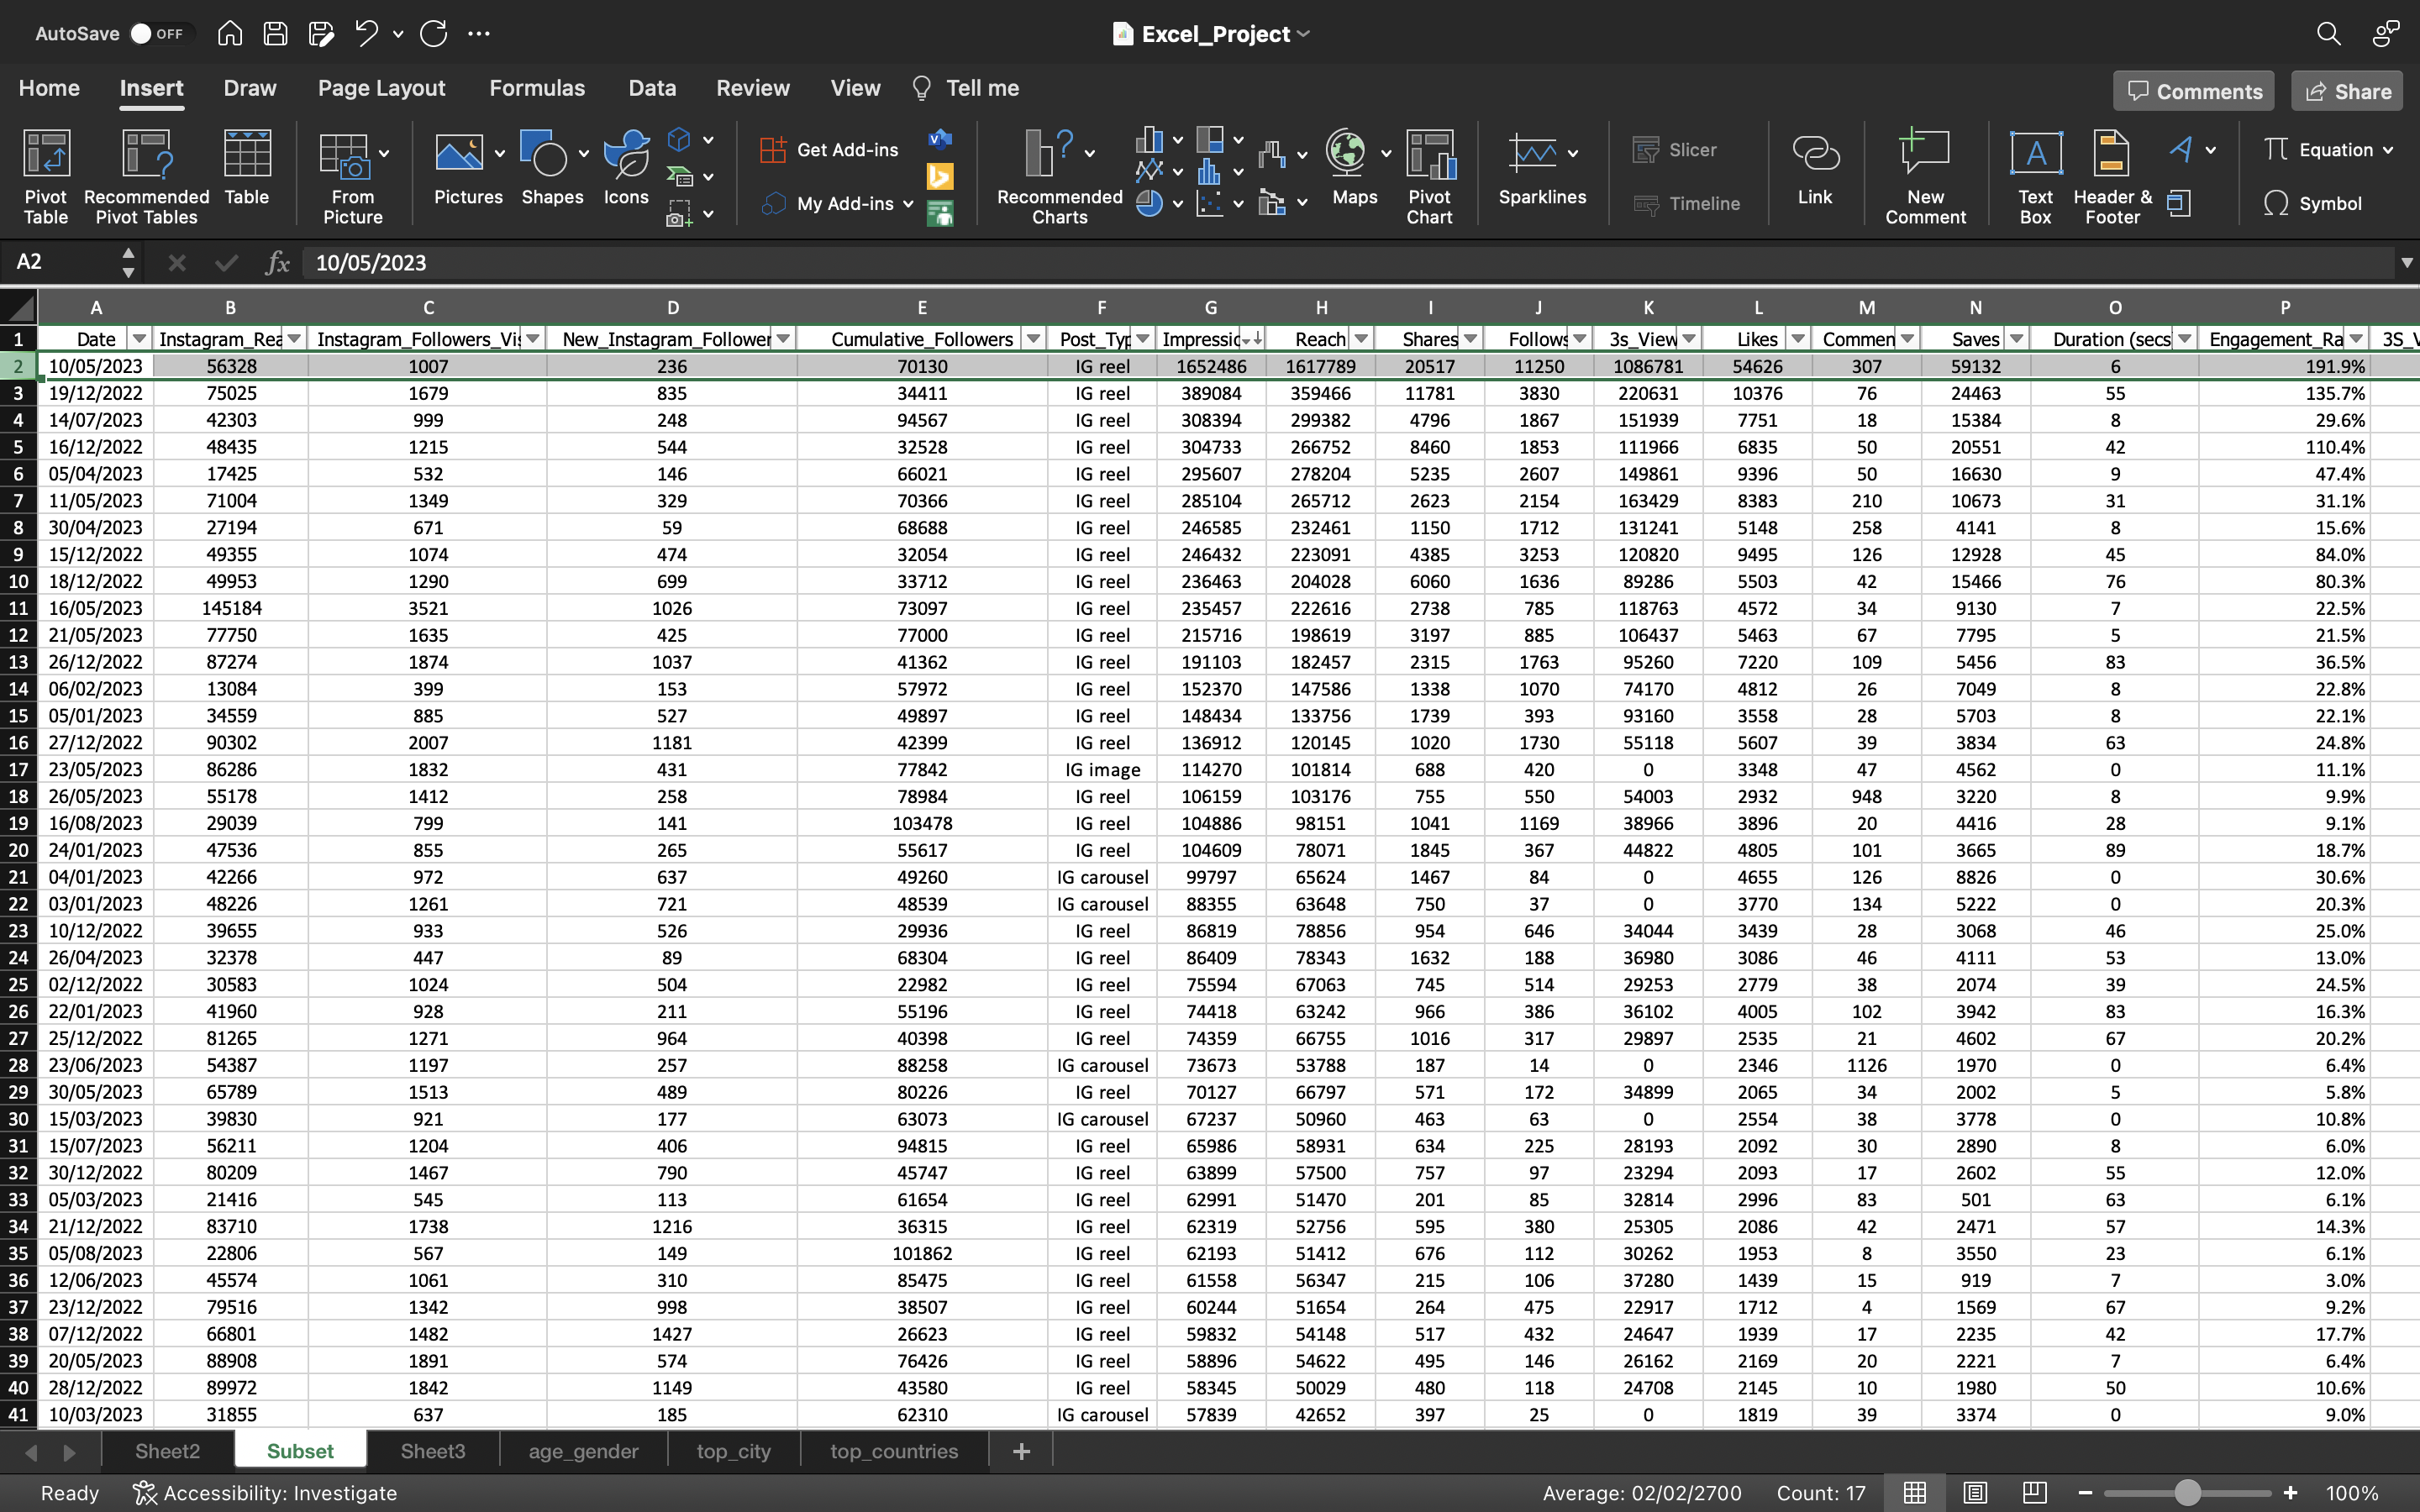 AutoSave OFF Excel_Project
Home Insert Draw Page Layout Formulas Data Review View Tell me Comments Share
Pivot Table Recommended Pivot Tables Table From Picture Pictures Shapes Icons Get Add-ins My Add-ins Recommended Charts Maps Pivot Chart Sparklines Slicer Timeline Link New Comment Text Box Header & Footer Equation Symbol
A2 fx 10/05/2023
A B C D E F G H I J K L M N O P
1 Date Instagram_Rea Instagram_Followers_Vis New_Instagram_Follower Cumulative_Followers Post_Typ Impressio Reach Shares Follows 3s_View Likes Commen Saves Duration (secs Engagement_Ra 3S_V
2 10/05/2023 56328 1007 236 70130 IG reel 1652486 1617789 20517 11250 1086781 54626 307 59132 6 191.9%
3 19/12/2022 75025 1679 835 34411 IG reel 389084 359466 11781 3830 220631 10376 76 24463 55 135.7%
4 14/07/2023 42303 999 248 94567 IG reel 308394 299382 4796 1867 151939 7751 18 15384 8 29.6%
5 16/12/2022 48435 1215 544 32528 IG reel 304733 266752 8460 1853 111966 6835 50 20551 42 110.4%
6 05/04/2023 17425 532 146 66021 IG reel 295607 278204 5235 2607 149861 9396 50 16630 9 47.4%
7 11/05/2023 71004 1349 329 70366 IG reel 285104 265712 2623 2154 163429 8383 210 10673 31 31.1%
8 30/04/2023 27194 671 59 68688 IG reel 246585 232461 1150 1712 131241 5148 258 4141 8 15.6%
9 15/12/2022 49355 1074 474 32054 IG reel 246432 223091 4385 3253 120820 9495 126 12928 45 84.0%
10 18/12/2022 49953 1290 699 33712 IG reel 236463 204028 6060 1636 89286 5503 42 15466 76 80.3%
11 16/05/2023 145184 3521 1026 73097 IG reel 235457 222616 2738 785 118763 4572 34 9130 7 22.5%
12 21/05/2023 77750 1635 425 77000 IG reel 215716 198619 3197 885 106437 5463 67 7795 5 21.5%
13 26/12/2022 87274 1874 1037 41362 IG reel 191103 182457 2315 1763 95260 7220 109 5456 83 36.5%
14 06/02/2023 13084 399 153 57972 IG reel 152370 147586 1338 1070 74170 4812 26 7049 8 22.8%
15 05/01/2023 34559 885 527 49897 IG reel 148434 133756 1739 393 93160 3558 28 5703 8 22.1%
16 27/12/2022 90302 2007 1181 42399 IG reel 136912 120145 1020 1730 55118 5607 39 3834 63 24.8%
17 23/05/2023 86286 1832 431 77842 IG image 114270 101814 688 420 0 3348 47 4562 0 11.1%
18 26/05/2023 55178 1412 258 78984 IG reel 106159 103176 755 550 54003 2932 948 3220 8 9.9%
19 16/08/2023 29039 799 141 103478 IG reel 104886 98151 1041 1169 38966 3896 20 4416 28 9.1%
20 24/01/2023 47536 855 265 55617 IG reel 104609 78071 1845 367 44822 4805 101 3665 89 18.7%
21 04/01/2023 42266 972 637 49260 IG carousel 99797 65624 1467 84 0 4655 126 8826 0 30.6%
22 03/01/2023 48226 1261 721 48539 IG carousel 88355 63648 750 37 0 3770 134 5222 0 20.3%
23 10/12/2022 39655 933 526 29936 IG reel 86819 78856 954 646 34044 3439 28 3068 46 25.0%
24 26/04/2023 32378 447 89 68304 IG reel 86409 78343 1632 188 36980 3086 46 4111 53 13.0%
25 02/12/2022 30583 1024 504 22982 IG reel 75594 67063 745 514 29253 2779 38 2074 39 24.5%
26 22/01/2023 41960 928 211 55196 IG reel 74418 63242 966 386 36102 4005 102 3942 83 16.3%
27 25/12/2022 81265 1271 964 40398 IG reel 74359 66755 1016 317 29897 2535 21 4602 67 20.2%
28 23/06/2023 54387 1197 257 88258 IG carousel 73673 53788 187 14 0 2346 1126 1970 0 6.4%
29 30/05/2023 65789 1513 489 80226 IG reel 70127 66797 571 172 34899 2065 34 2002 5 5.8%
30 15/03/2023 39830 921 177 63073 IG carousel 67237 50960 463 63 0 2554 38 3778 0 10.8%
31 15/07/2023 56211 1204 406 94815 IG reel 65986 58931 634 225 28193 2092 30 2890 8 6.0%
32 30/12/2022 80209 1467 790 45747 IG reel 63899 57500 757 97 23294 2093 17 2602 55 12.0%
33 05/03/2023 21416 545 113 61654 IG reel 62991 51470 201 85 32814 2996 83 501 63 6.1%
34 21/12/2022 83710 1738 1216 36315 IG reel 62319 52756 595 380 25305 2086 42 2471 57 14.3%
35 05/08/2023 22806 567 149 101862 IG reel 62193 51412 676 112 30262 1953 8 3550 23 6.1%
36 12/06/2023 45574 1061 310 85475 IG reel 61558 56347 215 106 37280 1439 15 919 7 3.0%
37 23/12/2022 79516 1342 998 38507 IG reel 60244 51654 264 475 22917 1712 4 1569 67 9.2%
38 07/12/2022 66801 1482 1427 26623 IG reel 59832 54148 517 432 24647 1939 17 2235 42 17.7%
39 20/05/2023 88908 1891 574 76426 IG reel 58896 54622 495 146 26162 2169 20 2221 7 6.4%
40 28/12/2022 89972 1842 1149 43580 IG reel 58345 50029 480 118 24708 2145 10 1980 50 10.6%
41 10/03/2023 31855 637 185 62310 IG carousel 57839 42652 397 25 0 1819 39 3374 0 9.0%
Sheet2 Subset Sheet3 age_gender top_city top_countries +
Ready Accessibility: Investigate Average: 02/02/2700 Count: 17 100%